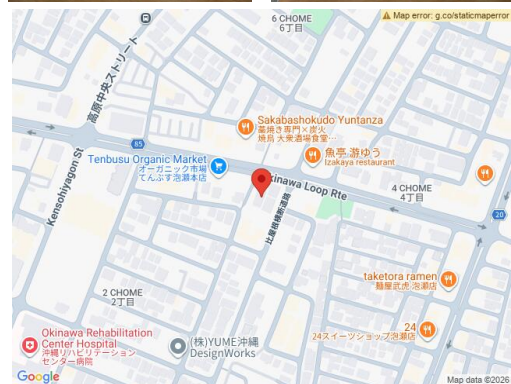 6 CHOME
6丁目
Map error: g.co/staticmaperror
高原中央ストリート
Sakabashokudo Yuntanza
藁焼き専門×炭火
焼鳥 大衆酒場食堂…
85
Tenbusu Organic Market
オーガニック市場
てんぶす泡瀬本店
魚亭 游ゆう
Izakaya restaurant
Okinawa Loop Rte
4 CHOME
4丁目
Kensohiyagon St
比屋根横断道路
20
taketora ramen
麺屋武虎 泡瀬店
2 CHOME
2丁目
24
24スイーツショップ泡瀬店
Okinawa Rehabilitation
Center Hospital
沖縄リハビリテーション
センター病院
(株)YUME沖縄
DesignWorks
Google
Map data ©2026